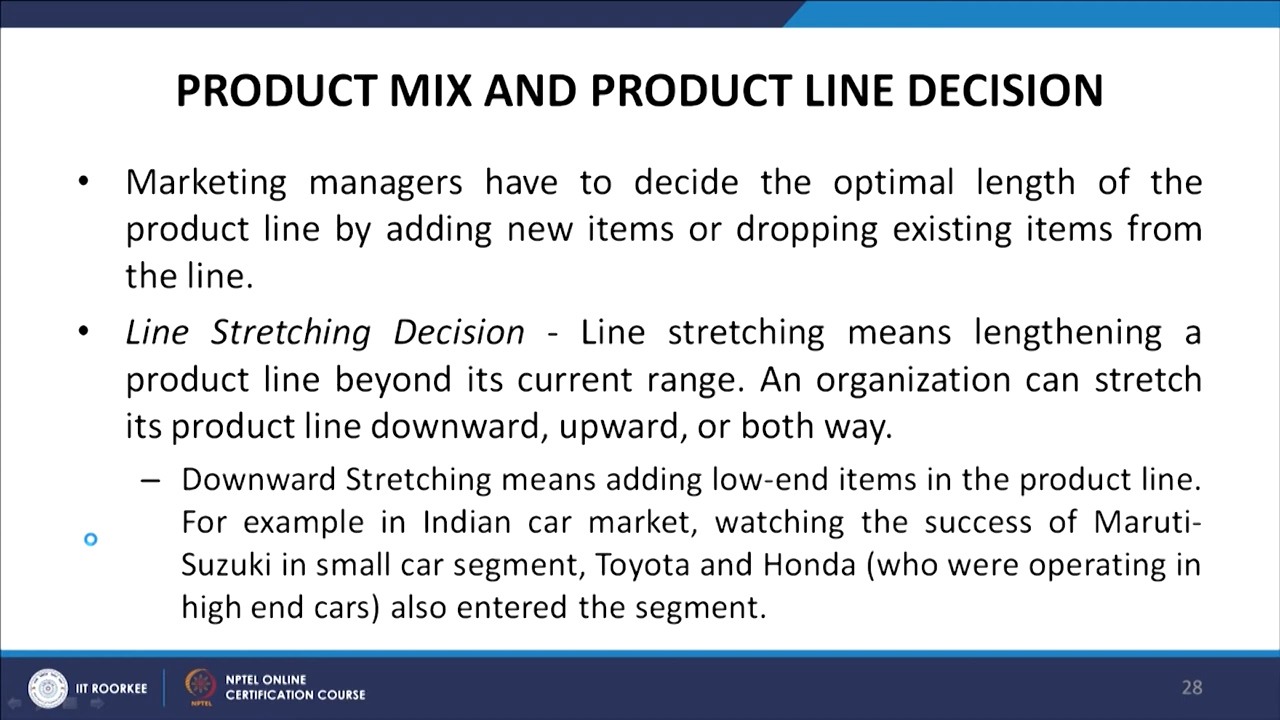 PRODUCT MIX AND PRODUCT LINE DECISION
• Marketing managers have to decide the optimal length of the
product line by adding new items or dropping existing items from
the line.
• Line Stretching Decision - Line stretching means lengthening a
product line beyond its current range. An organization can stretch
its product line downward, upward, or both way.
– Downward Stretching means adding low-end items in the product line.
For example in Indian car market, watching the success of Maruti-
Suzuki in small car segment, Toyota and Honda (who were operating in
high end cars) also entered the segment.
IIT ROORKEE
NPTEL
NPTEL ONLINE
CERTIFICATION COURSE
28